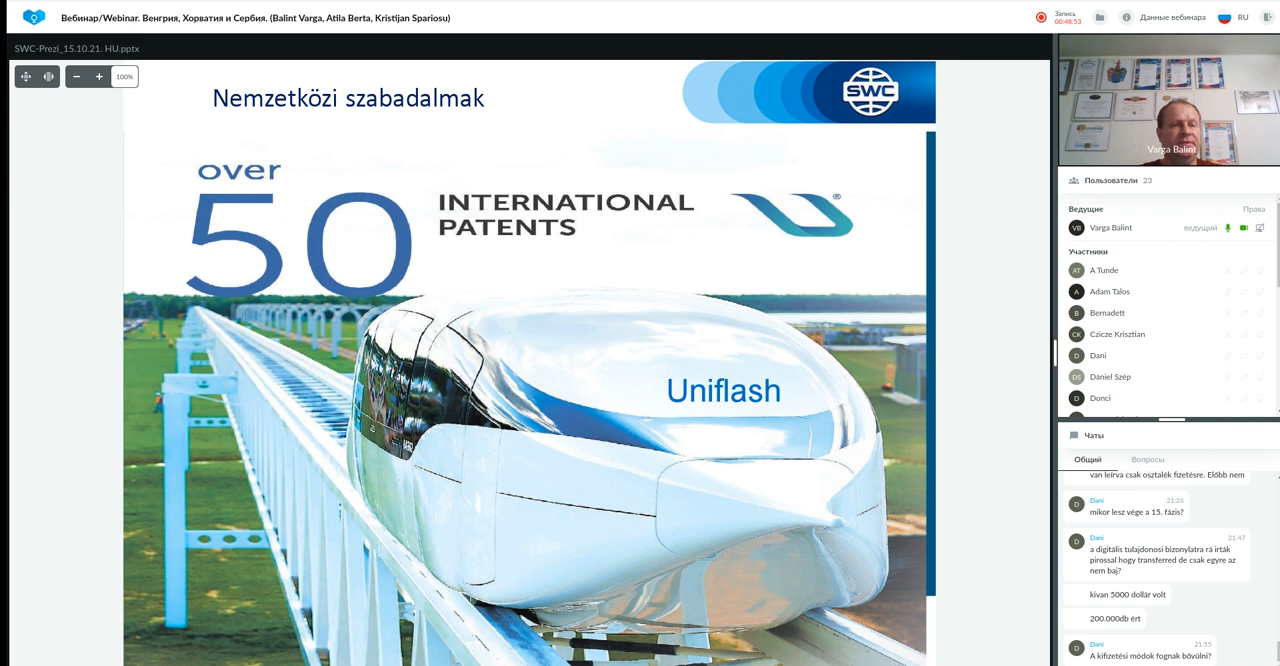 Вебинар/Webinar. Венгрия, Хорватия и Сербия. (Balint Varga, Atila Berta, Kristijan Spariosu)
Запись
00:48:53
Данные вебинара
RU
SWC-Prezi_15.10.21. HU.pptx
100%
Nemzetközi szabadalmak
SWC
over
50
INTERNATIONAL
PATENTS
®
Uniflash
Varga Balint
Пользователи 23
Ведущие Права
VB Varga Balint ведущий
Участники
AT A Tunde
A Adam Talos
B Bernadett
CK Czicze Krisztian
D Dani
DS Dániel Szép
D Donci
Чаты
Общий Вопросы
van leírva csak osztalék fizetésre. Előbb nem
D Dani 21:26
mikor lesz vége a 15. fázis?
D Dani 21:47
a digitális tulajdonosi bizonylatra rá írták
pirossal hogy transferred de csak egyre az
nem baj?
kivan 5000 dollár volt
200.000db ért
D Dani 21:55
A kifizetési módok fognak bővülni?